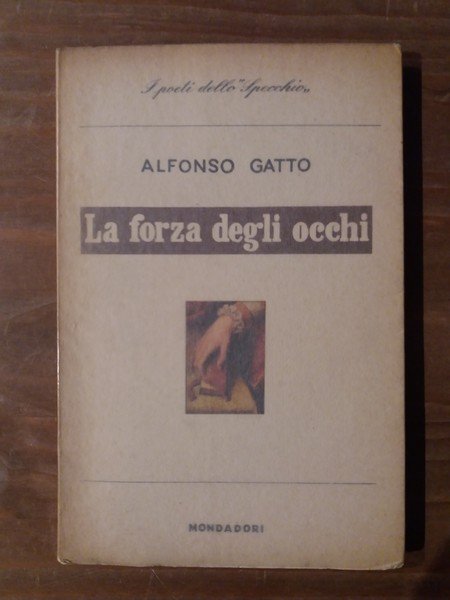 I poeti dello "Specchio„
ALFONSO GATTO
La forza degli occhi
MONDADORI